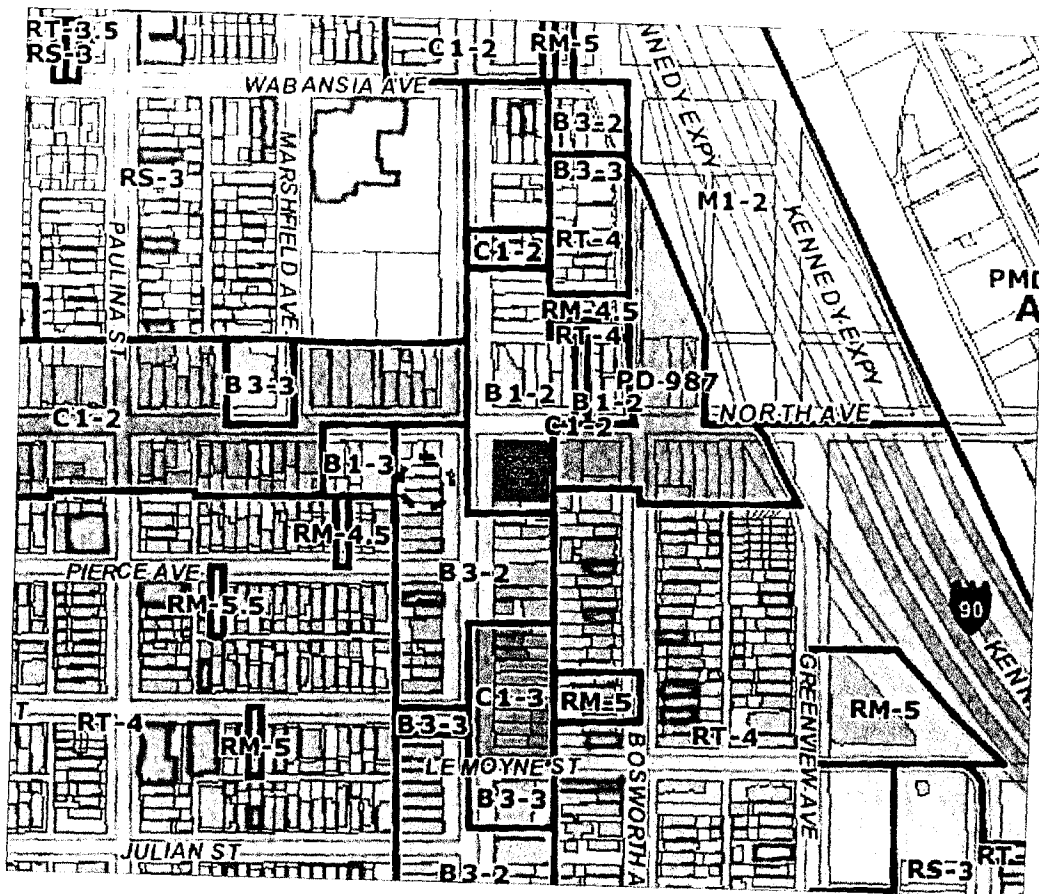 RT-3.5
RS-3
C1-2
RM-5
KENNEDY EXPY
WABANSIA AVE
B3-2
B3-3
M1-2
RS-3
MARSHFIELD AVE
PAULINA ST
KENNEDY EXPY
C1-2
RT-4
PMD
A
RM-4.5
RT-4
B3-3
B1-2
PD-987
B1-2
C1-2
NORTH AVE
C1-2
B1-3
RM-4.5
B3-2
PIERCE AVE
RM-5.5
90
KENN
C1-3
RM-5
GREENVIEW AVE
RM-5
T
RT-4
RM-5
B3-3
RT-4
LE MOYNE ST
BOSWORTH A
B3-3
JULIAN ST
B3-2
RS-3
RT-